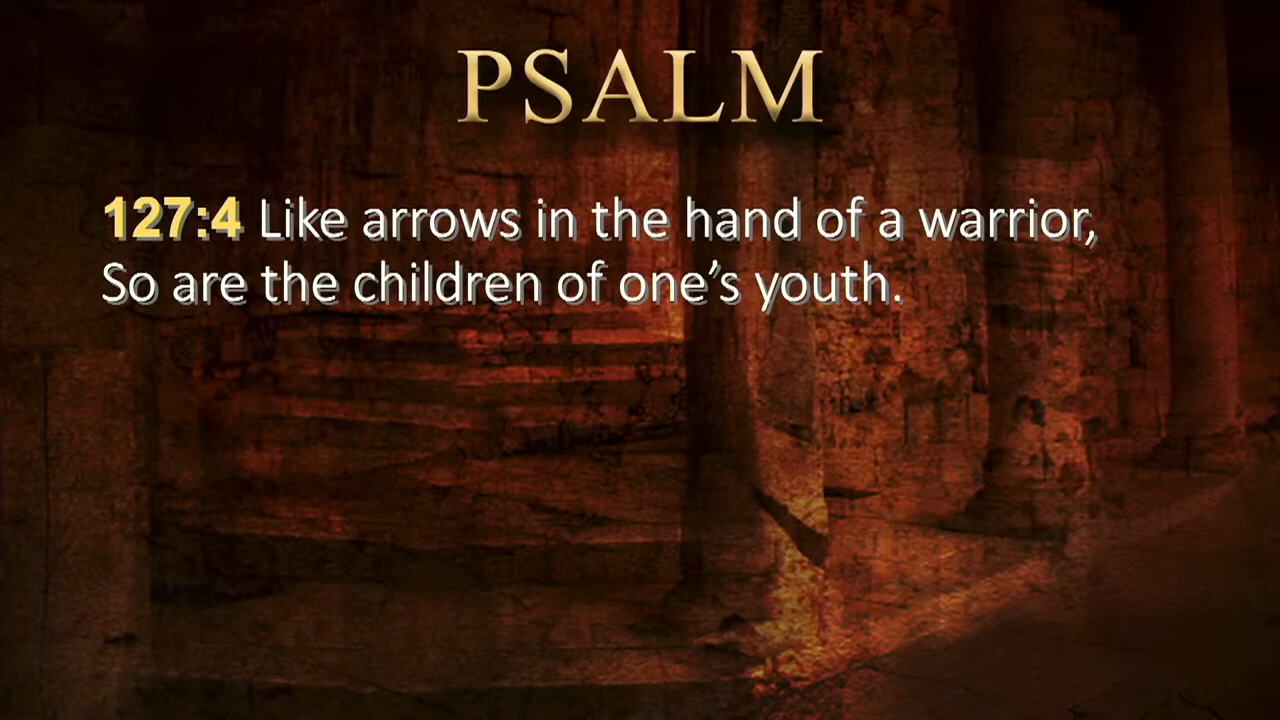 PSALM
127:4 Like arrows in the hand of a warrior,
So are the children of one’s youth.